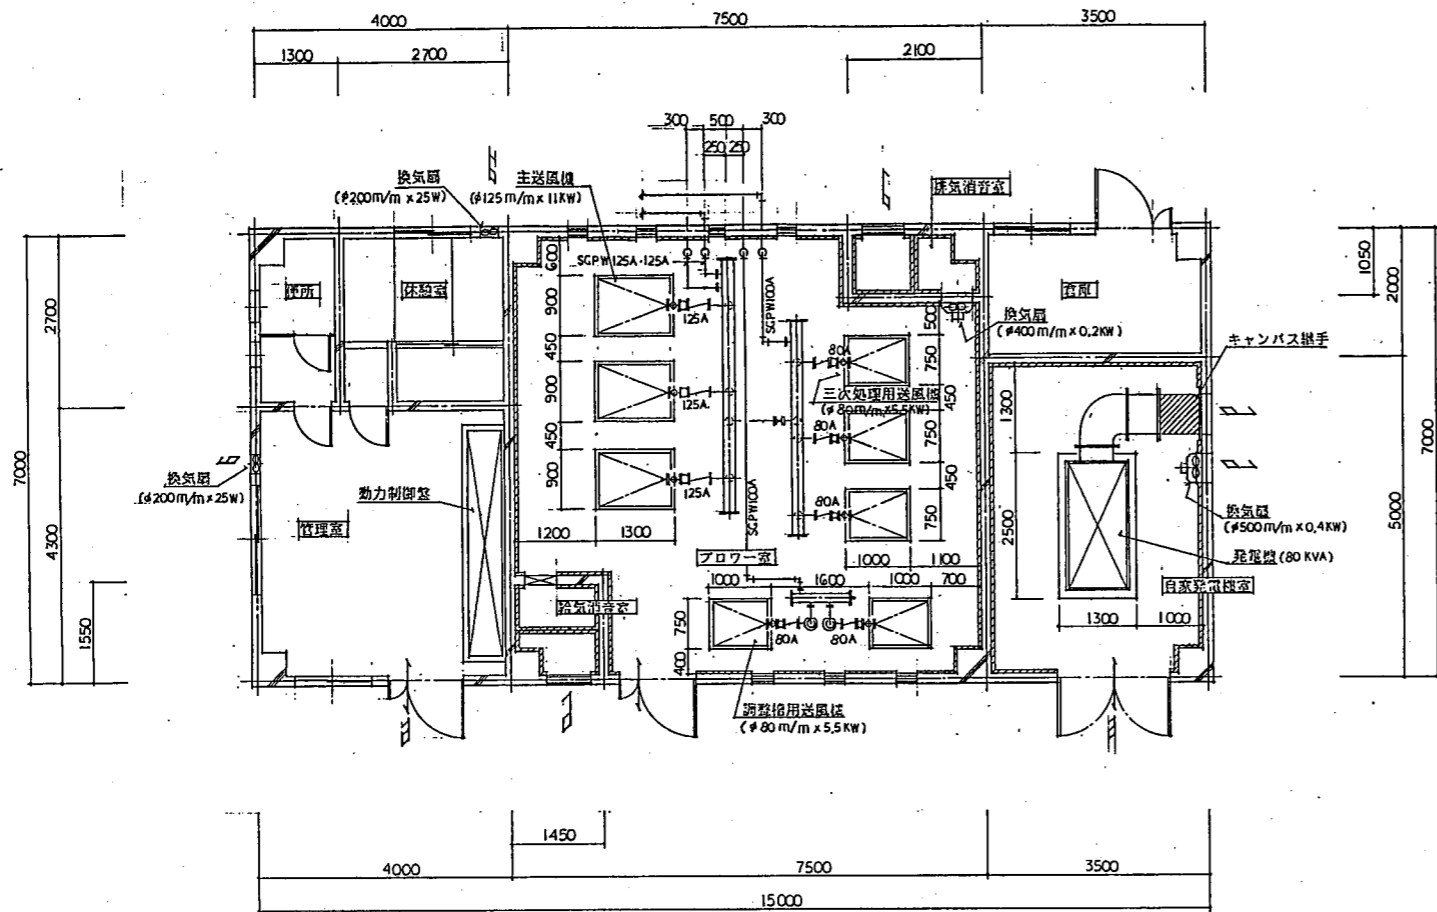 4000
7500
3500
1300
2700
2100
300 500 300
250 250
換気扇
(φ200m/m×25W)
主送風機
(φ125m/m×11KW)
排気消音室
SGPW125A・125A
便所
休憩室
倉庫
600
900
450
900
450
900
125A
125A
125A
SGPW100A
SGPW100A
500
750
450
750
450
750
80A
80A
80A
三次処理用送風機
(φ80m/m×5.5KW)
換気扇
(φ400m/m×0.2KW)
キャンバス継手
1050
2000
5000
7000
2700
4300
7000
1550
換気扇
(φ200m/m×25W)
動力制御盤
管理室
1200
1300
ブロワー室
1000
1100
1000
1600
1000
700
給気消音室
750
400
80A
80A
調整槽用送風機
(φ80m/m×5.5KW)
1300
2500
換気扇
(φ500m/m×0.4KW)
発電盤(80KVA)
自家発電機室
1300
1000
1450
4000
7500
3500
15000